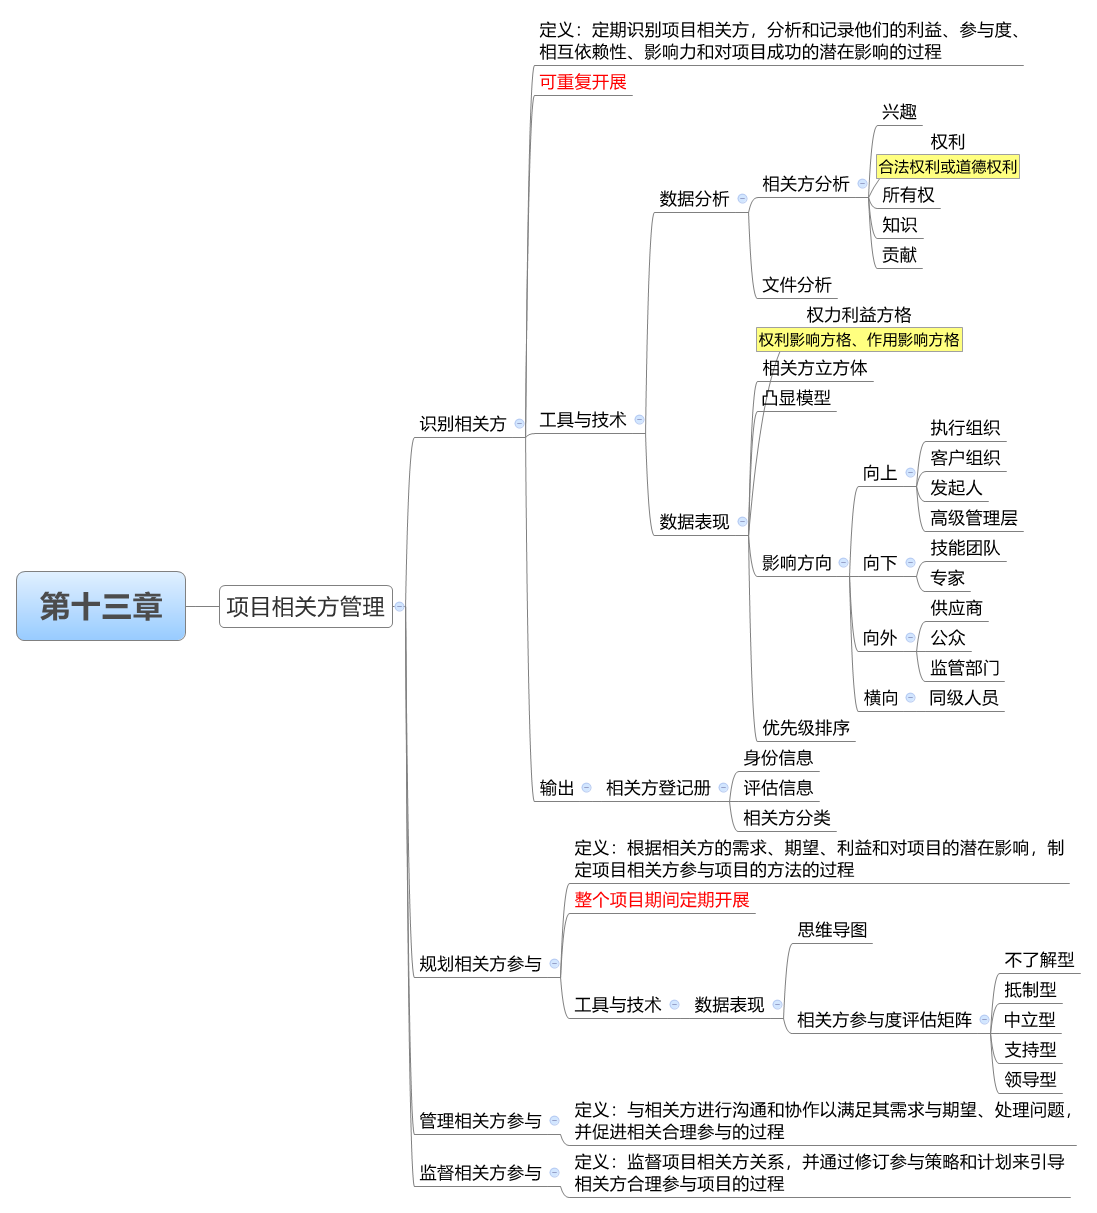 第十三章
项目相关方管理
识别相关方
定义：定期识别项目相关方，分析和记录他们的利益、参与度、
相互依赖性、影响力和对项目成功的潜在影响的过程
可重复开展
工具与技术
数据分析
相关方分析
兴趣
权利
合法权利或道德权利
所有权
知识
贡献
文件分析
数据表现
权力利益方格
权利影响方格、作用影响方格
相关方立方体
凸显模型
影响方向
向上
执行组织
客户组织
发起人
高级管理层
向下
技能团队
专家
向外
供应商
公众
监管部门
横向
同级人员
优先级排序
输出
相关方登记册
身份信息
评估信息
相关方分类
规划相关方参与
定义：根据相关方的需求、期望、利益和对项目的潜在影响，制
定项目相关方参与项目的方法的过程
整个项目期间定期开展
工具与技术
数据表现
思维导图
相关方参与度评估矩阵
不了解型
抵制型
中立型
支持型
领导型
管理相关方参与
定义：与相关方进行沟通和协作以满足其需求与期望、处理问题，
并促进相关合理参与的过程
监督相关方参与
定义：监督项目相关方关系，并通过修订参与策略和计划来引导
相关方合理参与项目的过程